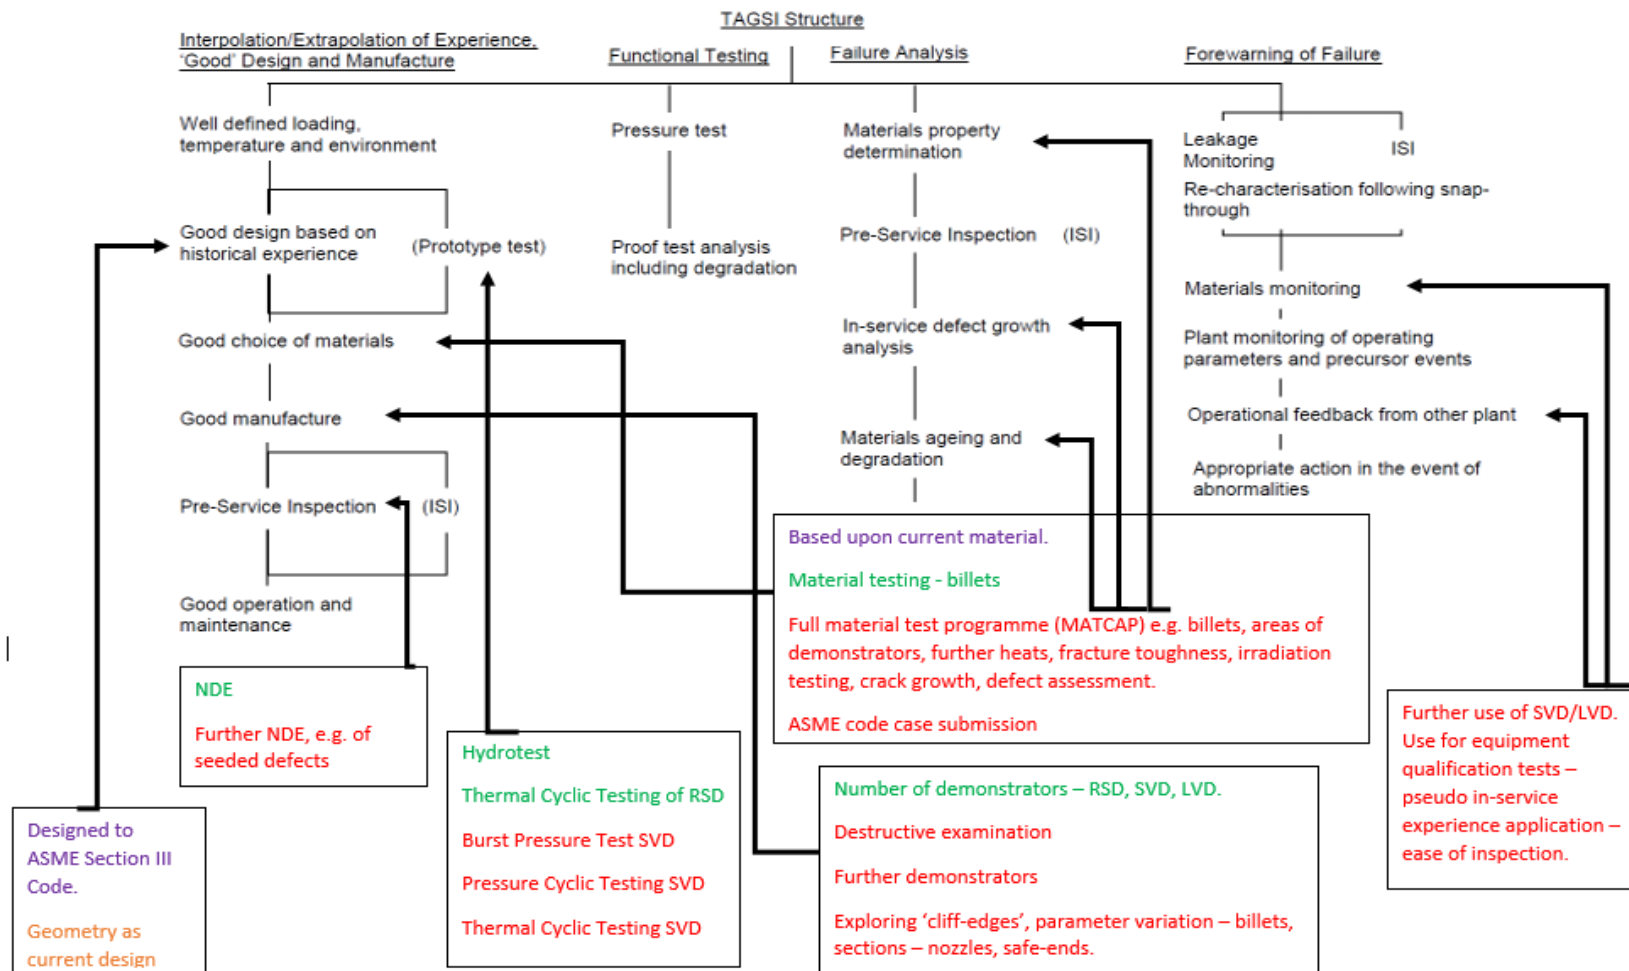 TAGSI Structure
Interpolation/Extrapolation of Experience,
'Good' Design and Manufacture
Functional Testing
Failure Analysis
Forewarning of Failure
Well defined loading,
temperature and environment
Good design based on
historical experience
(Prototype test)
Good choice of materials
Good manufacture
Pre-Service Inspection
(ISI)
Good operation and
maintenance
Pressure test
Proof test analysis
including degradation
Materials property
determination
Pre-Service Inspection
(ISI)
In-service defect growth
analysis
Materials ageing and
degradation
Leakage
Monitoring
ISI
Re-characterisation following snap-
through
Materials monitoring
Plant monitoring of operating
parameters and precursor events
Operational feedback from other plant
Appropriate action in the event of
abnormalities
Based upon current material.
Material testing - billets
Full material test programme (MATCAP) e.g. billets, areas of
demonstrators, further heats, fracture toughness, irradiation
testing, crack growth, defect assessment.
ASME code case submission
NDE
Further NDE, e.g. of
seeded defects
Hydrotest
Thermal Cyclic Testing of RSD
Burst Pressure Test SVD
Pressure Cyclic Testing SVD
Thermal Cyclic Testing SVD
Number of demonstrators – RSD, SVD, LVD.
Destructive examination
Further demonstrators
Exploring 'cliff-edges', parameter variation – billets,
sections – nozzles, safe-ends.
Further use of SVD/LVD.
Use for equipment
qualification tests –
pseudo in-service
experience application –
ease of inspection.
Designed to
ASME Section III
Code.
Geometry as
current design